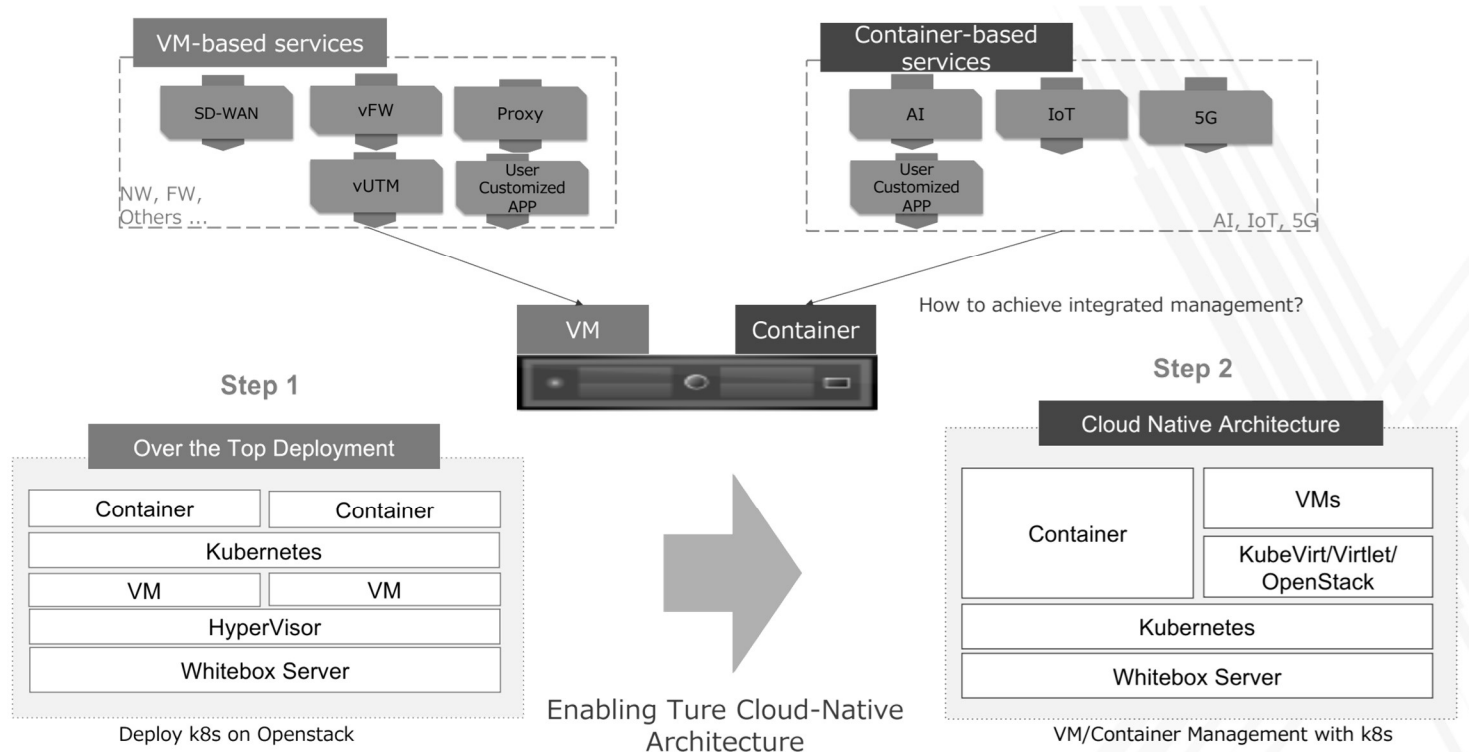 VM-based services
SD-WAN
vFW
Proxy
vUTM
User
Customized
APP
NW, FW,
Others ...
Container-based
services
AI
IoT
5G
User
Customized
APP
AI, IoT, 5G
VM
Container
How to achieve integrated management?
Step 1
Over the Top Deployment
Container
Container
Kubernetes
VM
VM
HyperVisor
Whitebox Server
Deploy k8s on Openstack
Enabling Ture Cloud-Native
Architecture
Step 2
Cloud Native Architecture
Container
VMs
KubeVirt/Virtlet/
OpenStack
Kubernetes
Whitebox Server
VM/Container Management with k8s